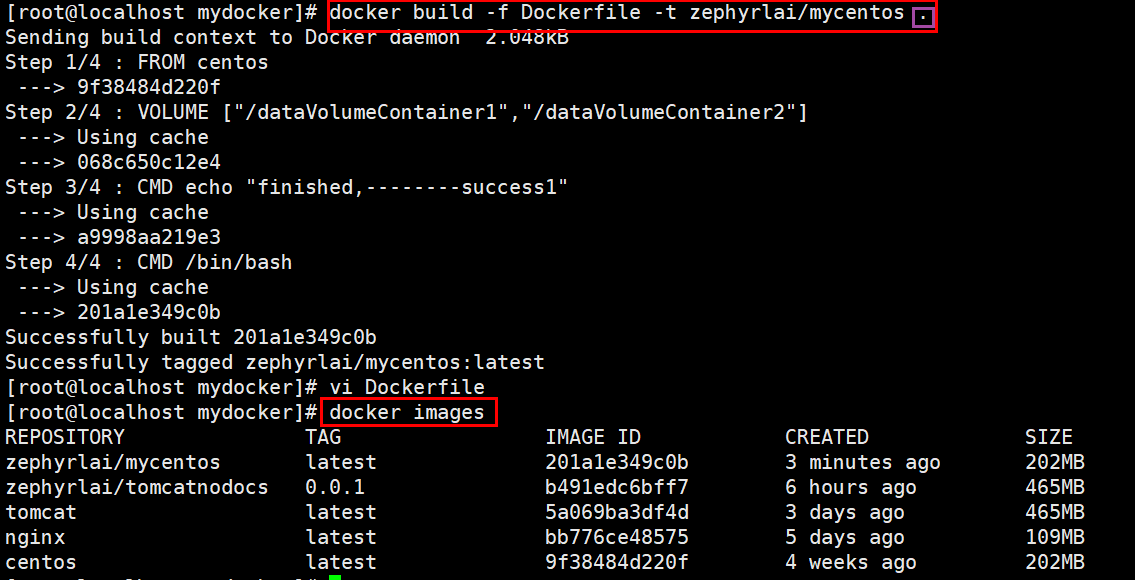 [root@localhost mydocker]# docker build -f Dockerfile -t zephyrlai/mycentos .
Sending build context to Docker daemon  2.048kB
Step 1/4 : FROM centos
 ---> 9f38484d220f
Step 2/4 : VOLUME ["/dataVolumeContainer1","/dataVolumeContainer2"]
 ---> Using cache
 ---> 068c650c12e4
Step 3/4 : CMD echo "finished,--------success1"
 ---> Using cache
 ---> a9998aa219e3
Step 4/4 : CMD /bin/bash
 ---> Using cache
 ---> 201a1e349c0b
Successfully built 201a1e349c0b
Successfully tagged zephyrlai/mycentos:latest
[root@localhost mydocker]# vi Dockerfile
[root@localhost mydocker]# docker images
REPOSITORY               TAG                 IMAGE ID            CREATED             SIZE
zephyrlai/mycentos       latest              201a1e349c0b        3 minutes ago       202MB
zephyrlai/tomcatnodocs   0.0.1               b491edc6bff7        6 hours ago         465MB
tomcat                   latest              5a069ba3df4d        3 days ago          465MB
nginx                    latest              bb776ce48575        5 days ago          109MB
centos                   latest              9f38484d220f        4 weeks ago         202MB